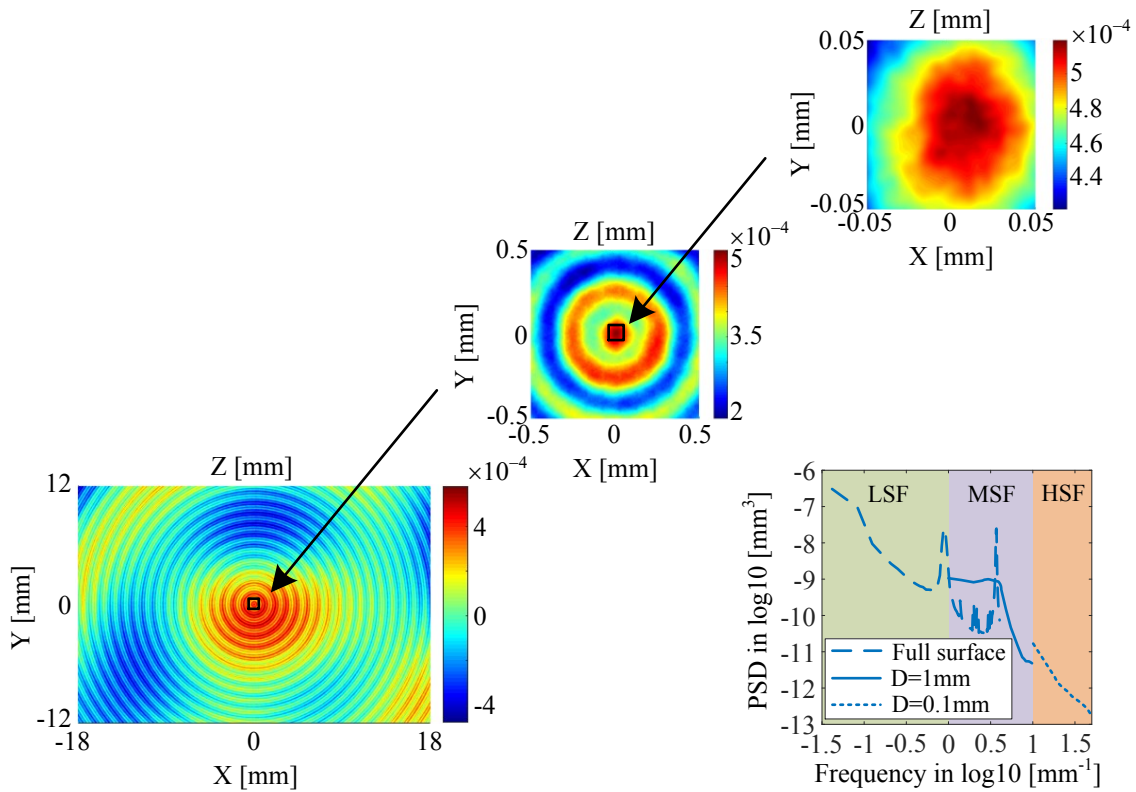 Z [mm]
×10⁻⁴
0.05
0
-0.05
Y [mm]
-0.05
0
0.05
X [mm]
5
4.8
4.6
4.4
Z [mm]
×10⁻⁴
0.5
0
-0.5
Y [mm]
-0.5
0
0.5
X [mm]
5
3.5
2
Z [mm]
×10⁻⁴
12
0
-12
Y [mm]
-18
0
18
X [mm]
4
2
0
-2
-4
PSD in log10 [mm³]
-6
-7
-8
-9
-10
-11
-12
-13
LSF
MSF
HSF
Full surface
D=1mm
D=0.1mm
-1.5 -1 -0.5 0 0.5 1 1.5
Frequency in log10 [mm⁻¹]